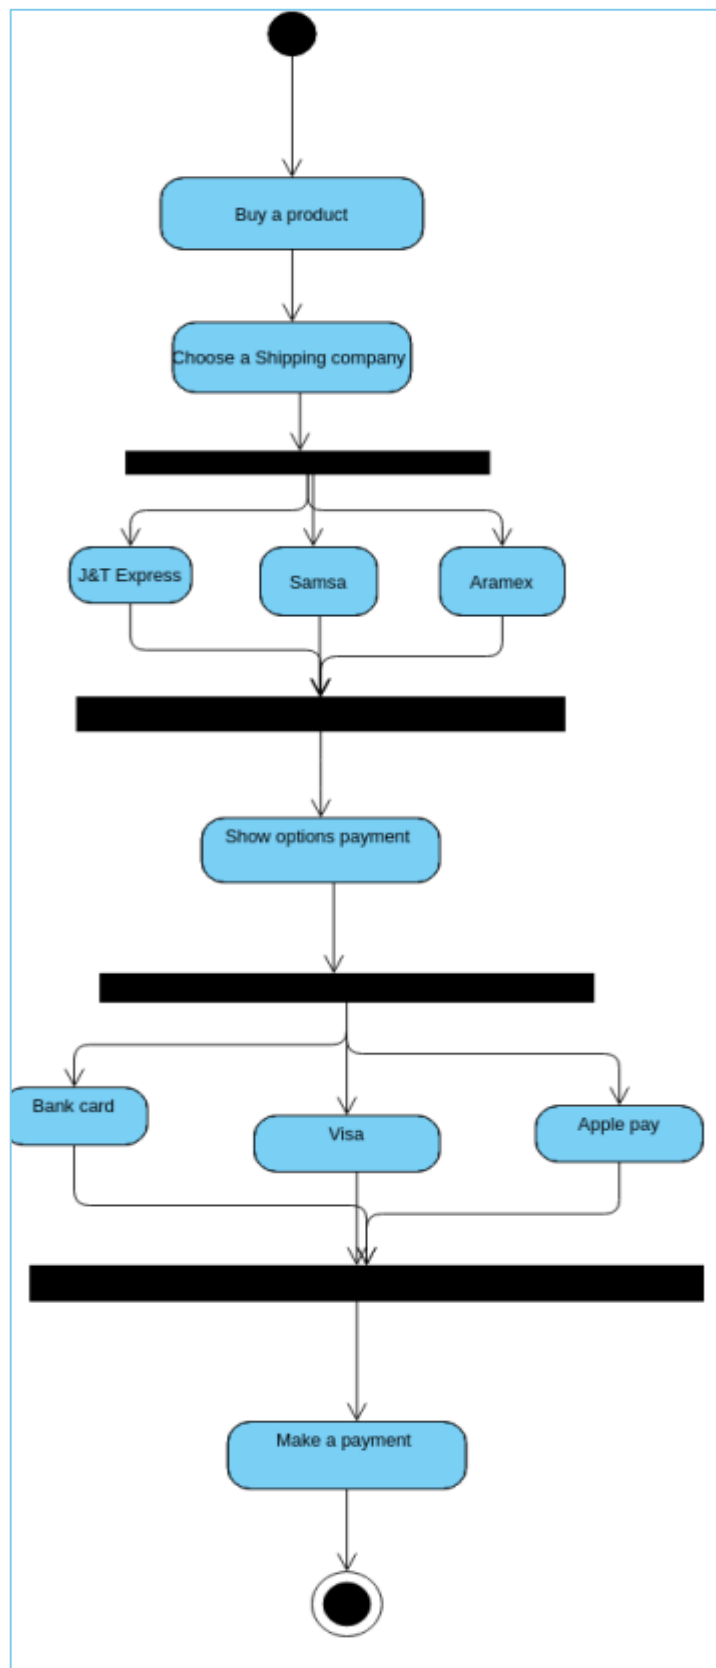 Buy a product
Choose a Shipping company
J&T Express
Samsa
Aramex
Show options payment
Bank card
Visa
Apple pay
Make a payment